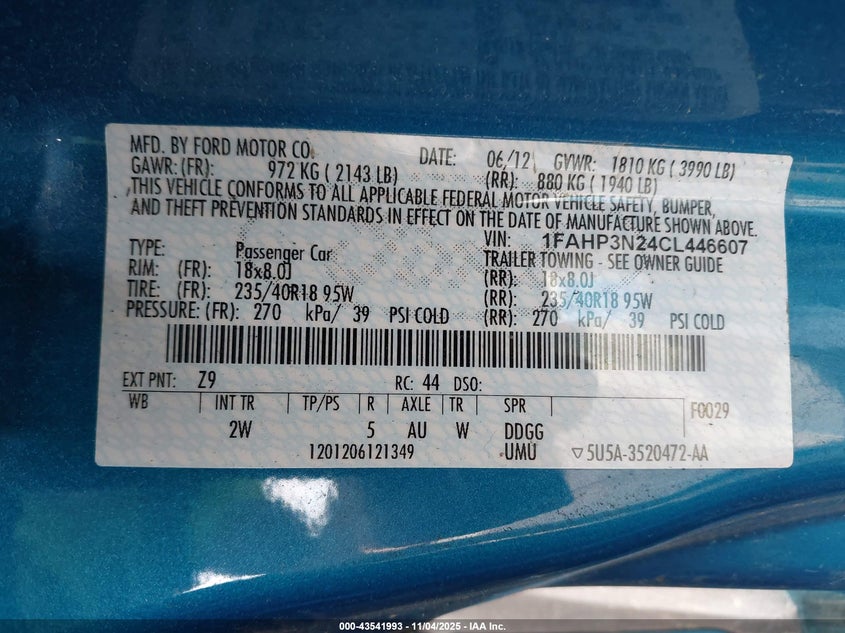 MFD. BY FORD MOTOR CO.
DATE: 06/12 GVWR: 1810 KG ( 3990 LB)
GAWR: (FR): 972 KG ( 2143 LB) (RR): 880 KG ( 1940 LB)
THIS VEHICLE CONFORMS TO ALL APPLICABLE FEDERAL MOTOR VEHICLE SAFETY, BUMPER,
AND THEFT PREVENTION STANDARDS IN EFFECT ON THE DATE OF MANUFACTURE SHOWN ABOVE.
VIN: 1FAHP3N24CL446607
TYPE: Passenger Car TRAILER TOWING - SEE OWNER GUIDE
RIM: (FR): 18x8.0J (RR): 18x8.0J
TIRE: (FR): 235/40R18 95W (RR): 235/40R18 95W
PRESSURE: (FR): 270 kPa/ 39 PSI COLD (RR): 270 kPa/ 39 PSI COLD
EXT PNT: Z9 RC: 44 DSO:
WB INT TR TP/PS R AXLE TR SPR F0029
2W 5 AU W DDGG
1201206121349 UMU ▽5U5A-3520472-AA
000-43541993 - 11/04/2025 - IAA Inc.